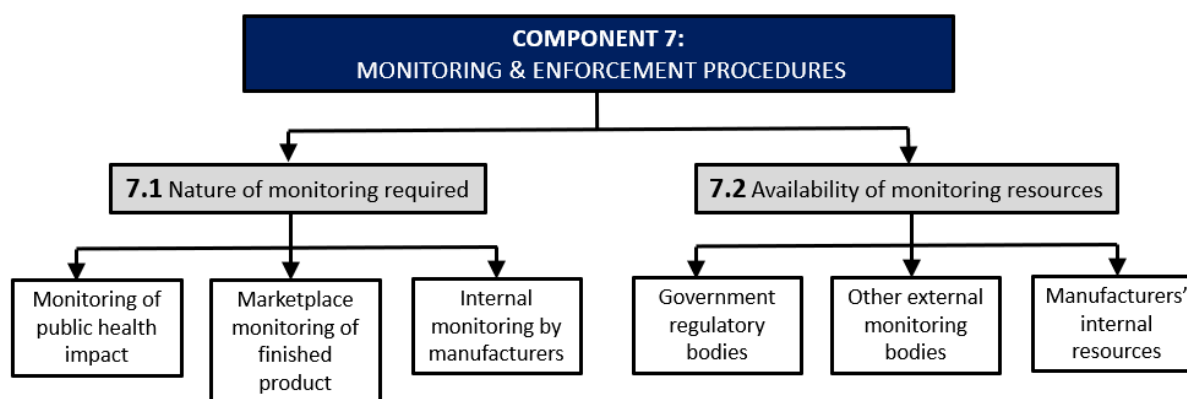 COMPONENT 7:
MONITORING & ENFORCEMENT PROCEDURES
7.1 Nature of monitoring required
7.2 Availability of monitoring resources
Monitoring of
public health
impact
Marketplace
monitoring of
finished
product
Internal
monitoring by
manufacturers
Government
regulatory
bodies
Other external
monitoring
bodies
Manufacturers’
internal
resources